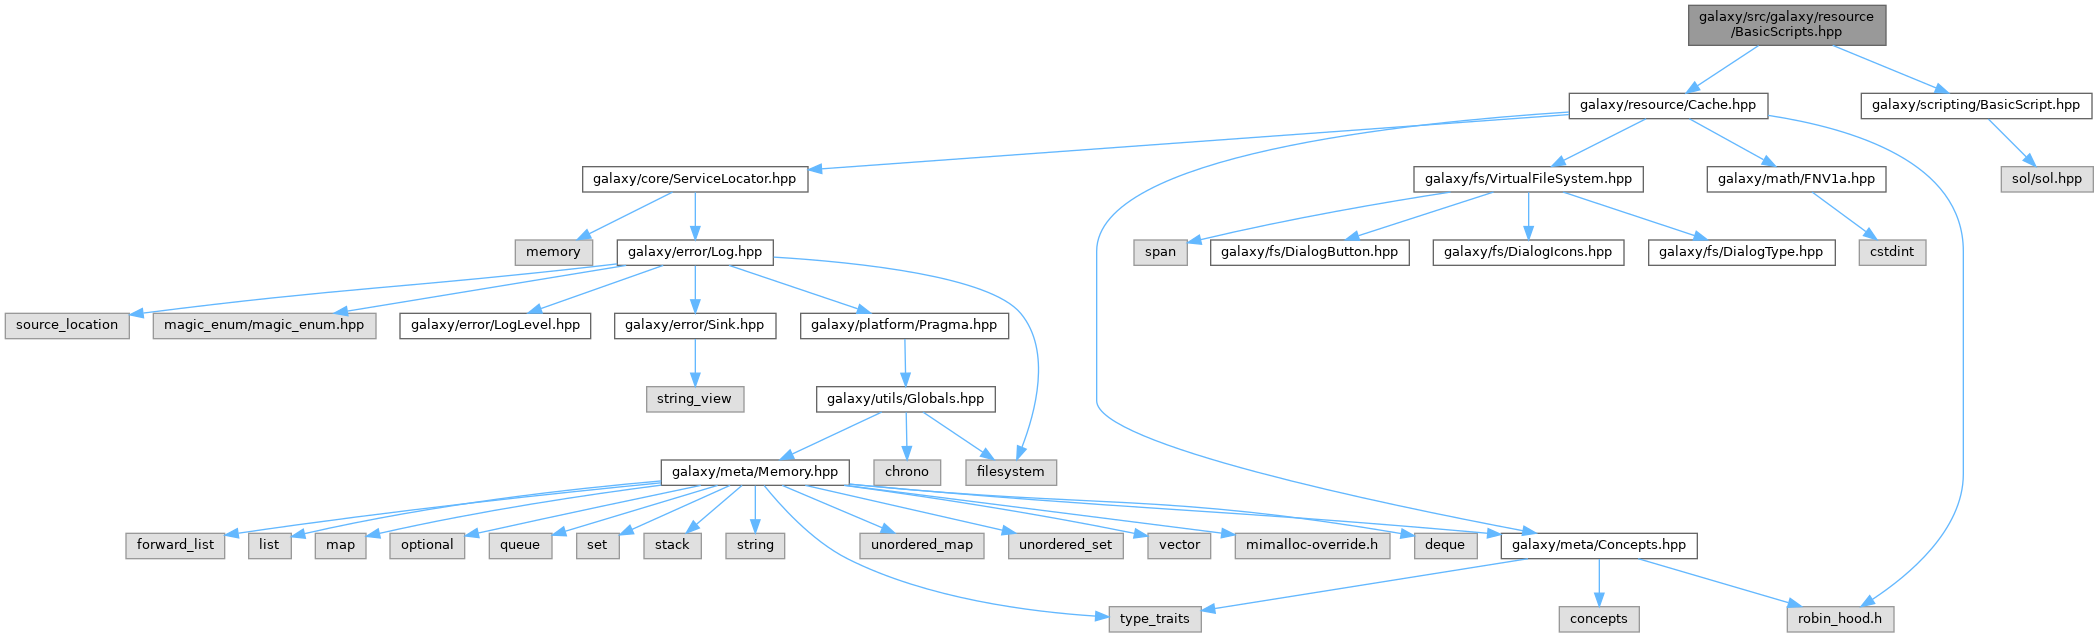 galaxy/src/galaxy/resource
/BasicScripts.hpp
galaxy/resource/Cache.hpp
galaxy/scripting/BasicScript.hpp
galaxy/core/ServiceLocator.hpp
galaxy/fs/VirtualFileSystem.hpp
galaxy/math/FNV1a.hpp
sol/sol.hpp
memory
galaxy/error/Log.hpp
span
galaxy/fs/DialogButton.hpp
galaxy/fs/DialogIcons.hpp
galaxy/fs/DialogType.hpp
cstdint
source_location
magic_enum/magic_enum.hpp
galaxy/error/LogLevel.hpp
galaxy/error/Sink.hpp
galaxy/platform/Pragma.hpp
string_view
galaxy/utils/Globals.hpp
galaxy/meta/Memory.hpp
chrono
filesystem
forward_list
list
map
optional
queue
set
stack
string
unordered_map
unordered_set
vector
mimalloc-override.h
deque
galaxy/meta/Concepts.hpp
type_traits
concepts
robin_hood.h